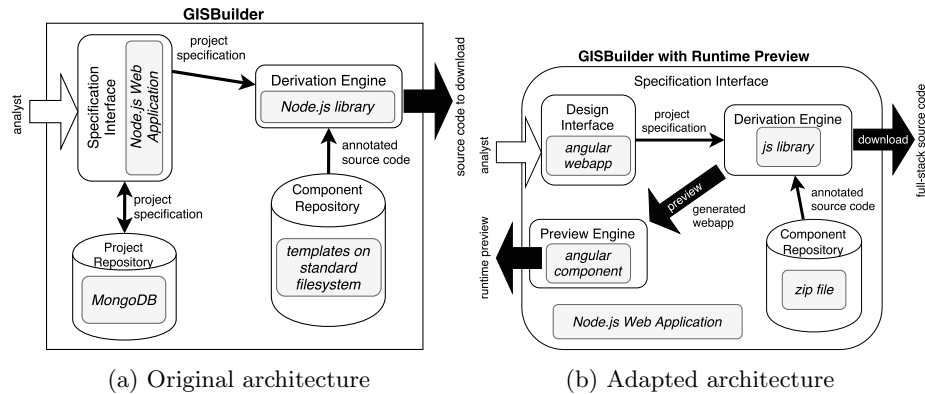 GISBuilder
analyst
Specification
Interface
Node.js Web
Application
project
specification
Derivation Engine
Node.js library
source code to download
annotated
source code
project
specification
Component
Repository
templates on
standard
filesystem
Project
Repository
MongoDB
(a) Original architecture
GISBuilder with Runtime Preview
Specification Interface
analyst
Design
Interface
angular
webapp
project
specification
Derivation Engine
js library
download
full-stack source code
preview
generated
webapp
annotated
source code
runtime preview
Preview Engine
angular
component
Component
Repository
zip file
Node.js Web Application
(b) Adapted architecture